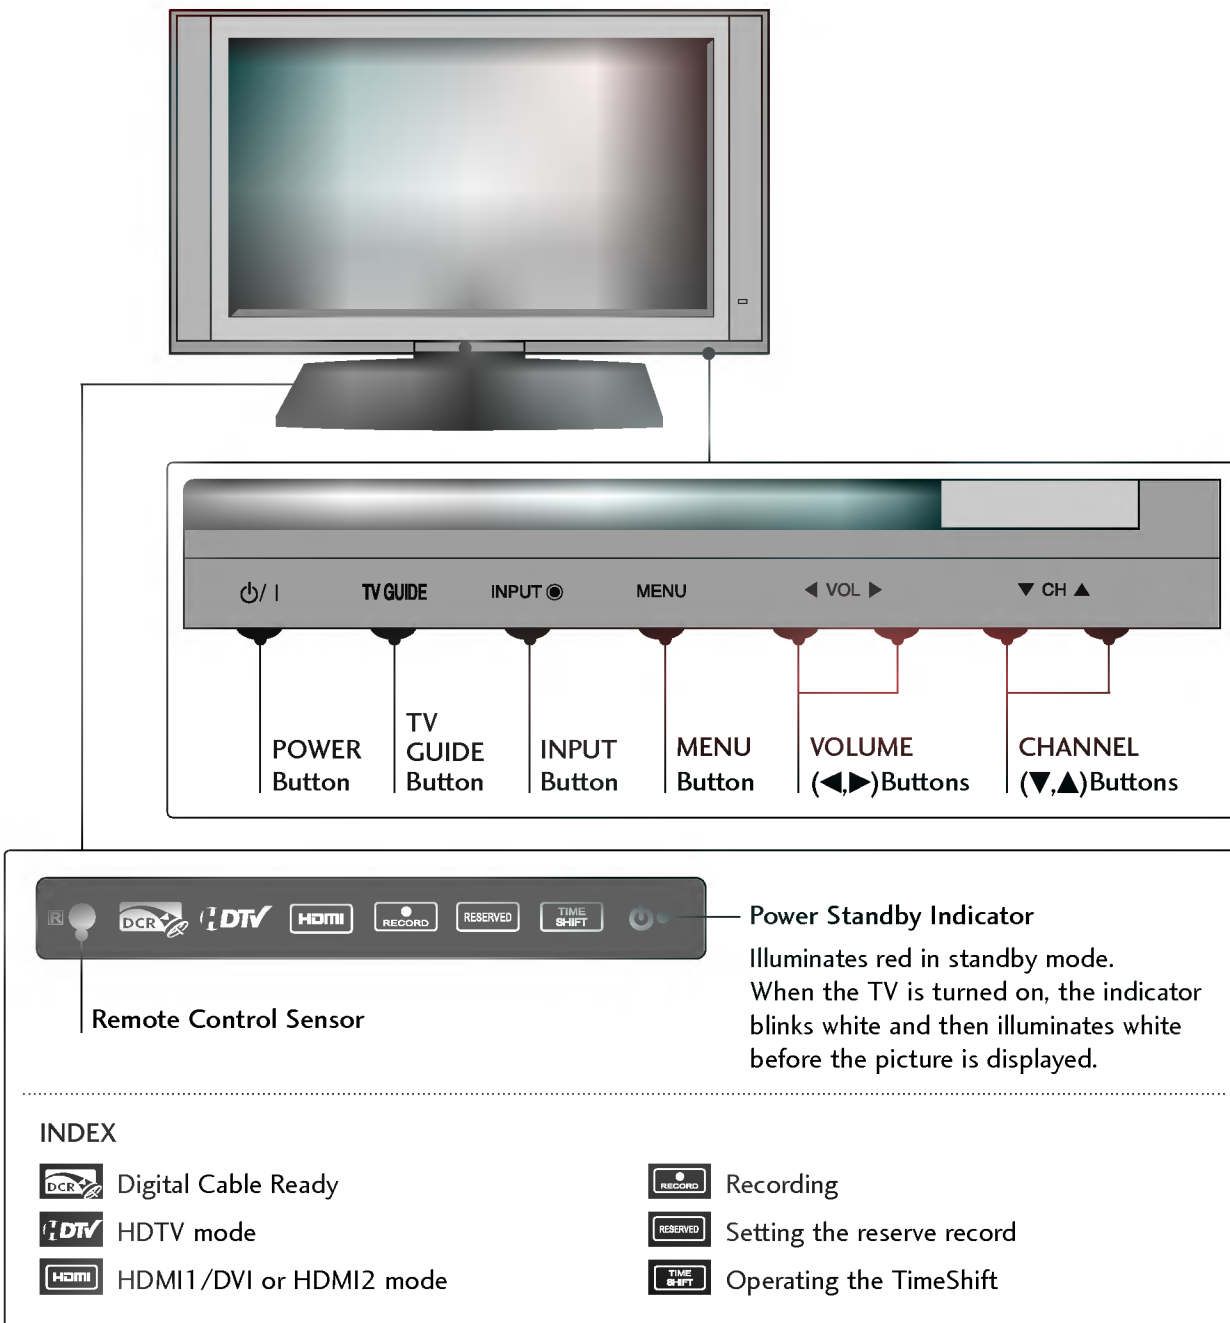 ⏻/ I TV GUIDE INPUT ◉ MENU ◀ VOL ▶ ▼ CH ▲
POWER
Button
TV
GUIDE
Button
INPUT
Button
MENU
Button
VOLUME
(◀,▶)Buttons
CHANNEL
(▼,▲)Buttons
R DCR HDTV HDMI RECORD RESERVED TIME SHIFT
Remote Control Sensor
Power Standby Indicator
Illuminates red in standby mode.
When the TV is turned on, the indicator
blinks white and then illuminates white
before the picture is displayed.
INDEX
DCR Digital Cable Ready
HDTV HDTV mode
HDMI HDMI1/DVI or HDMI2 mode
RECORD Recording
RESERVED Setting the reserve record
TIME SHIFT Operating the TimeShift